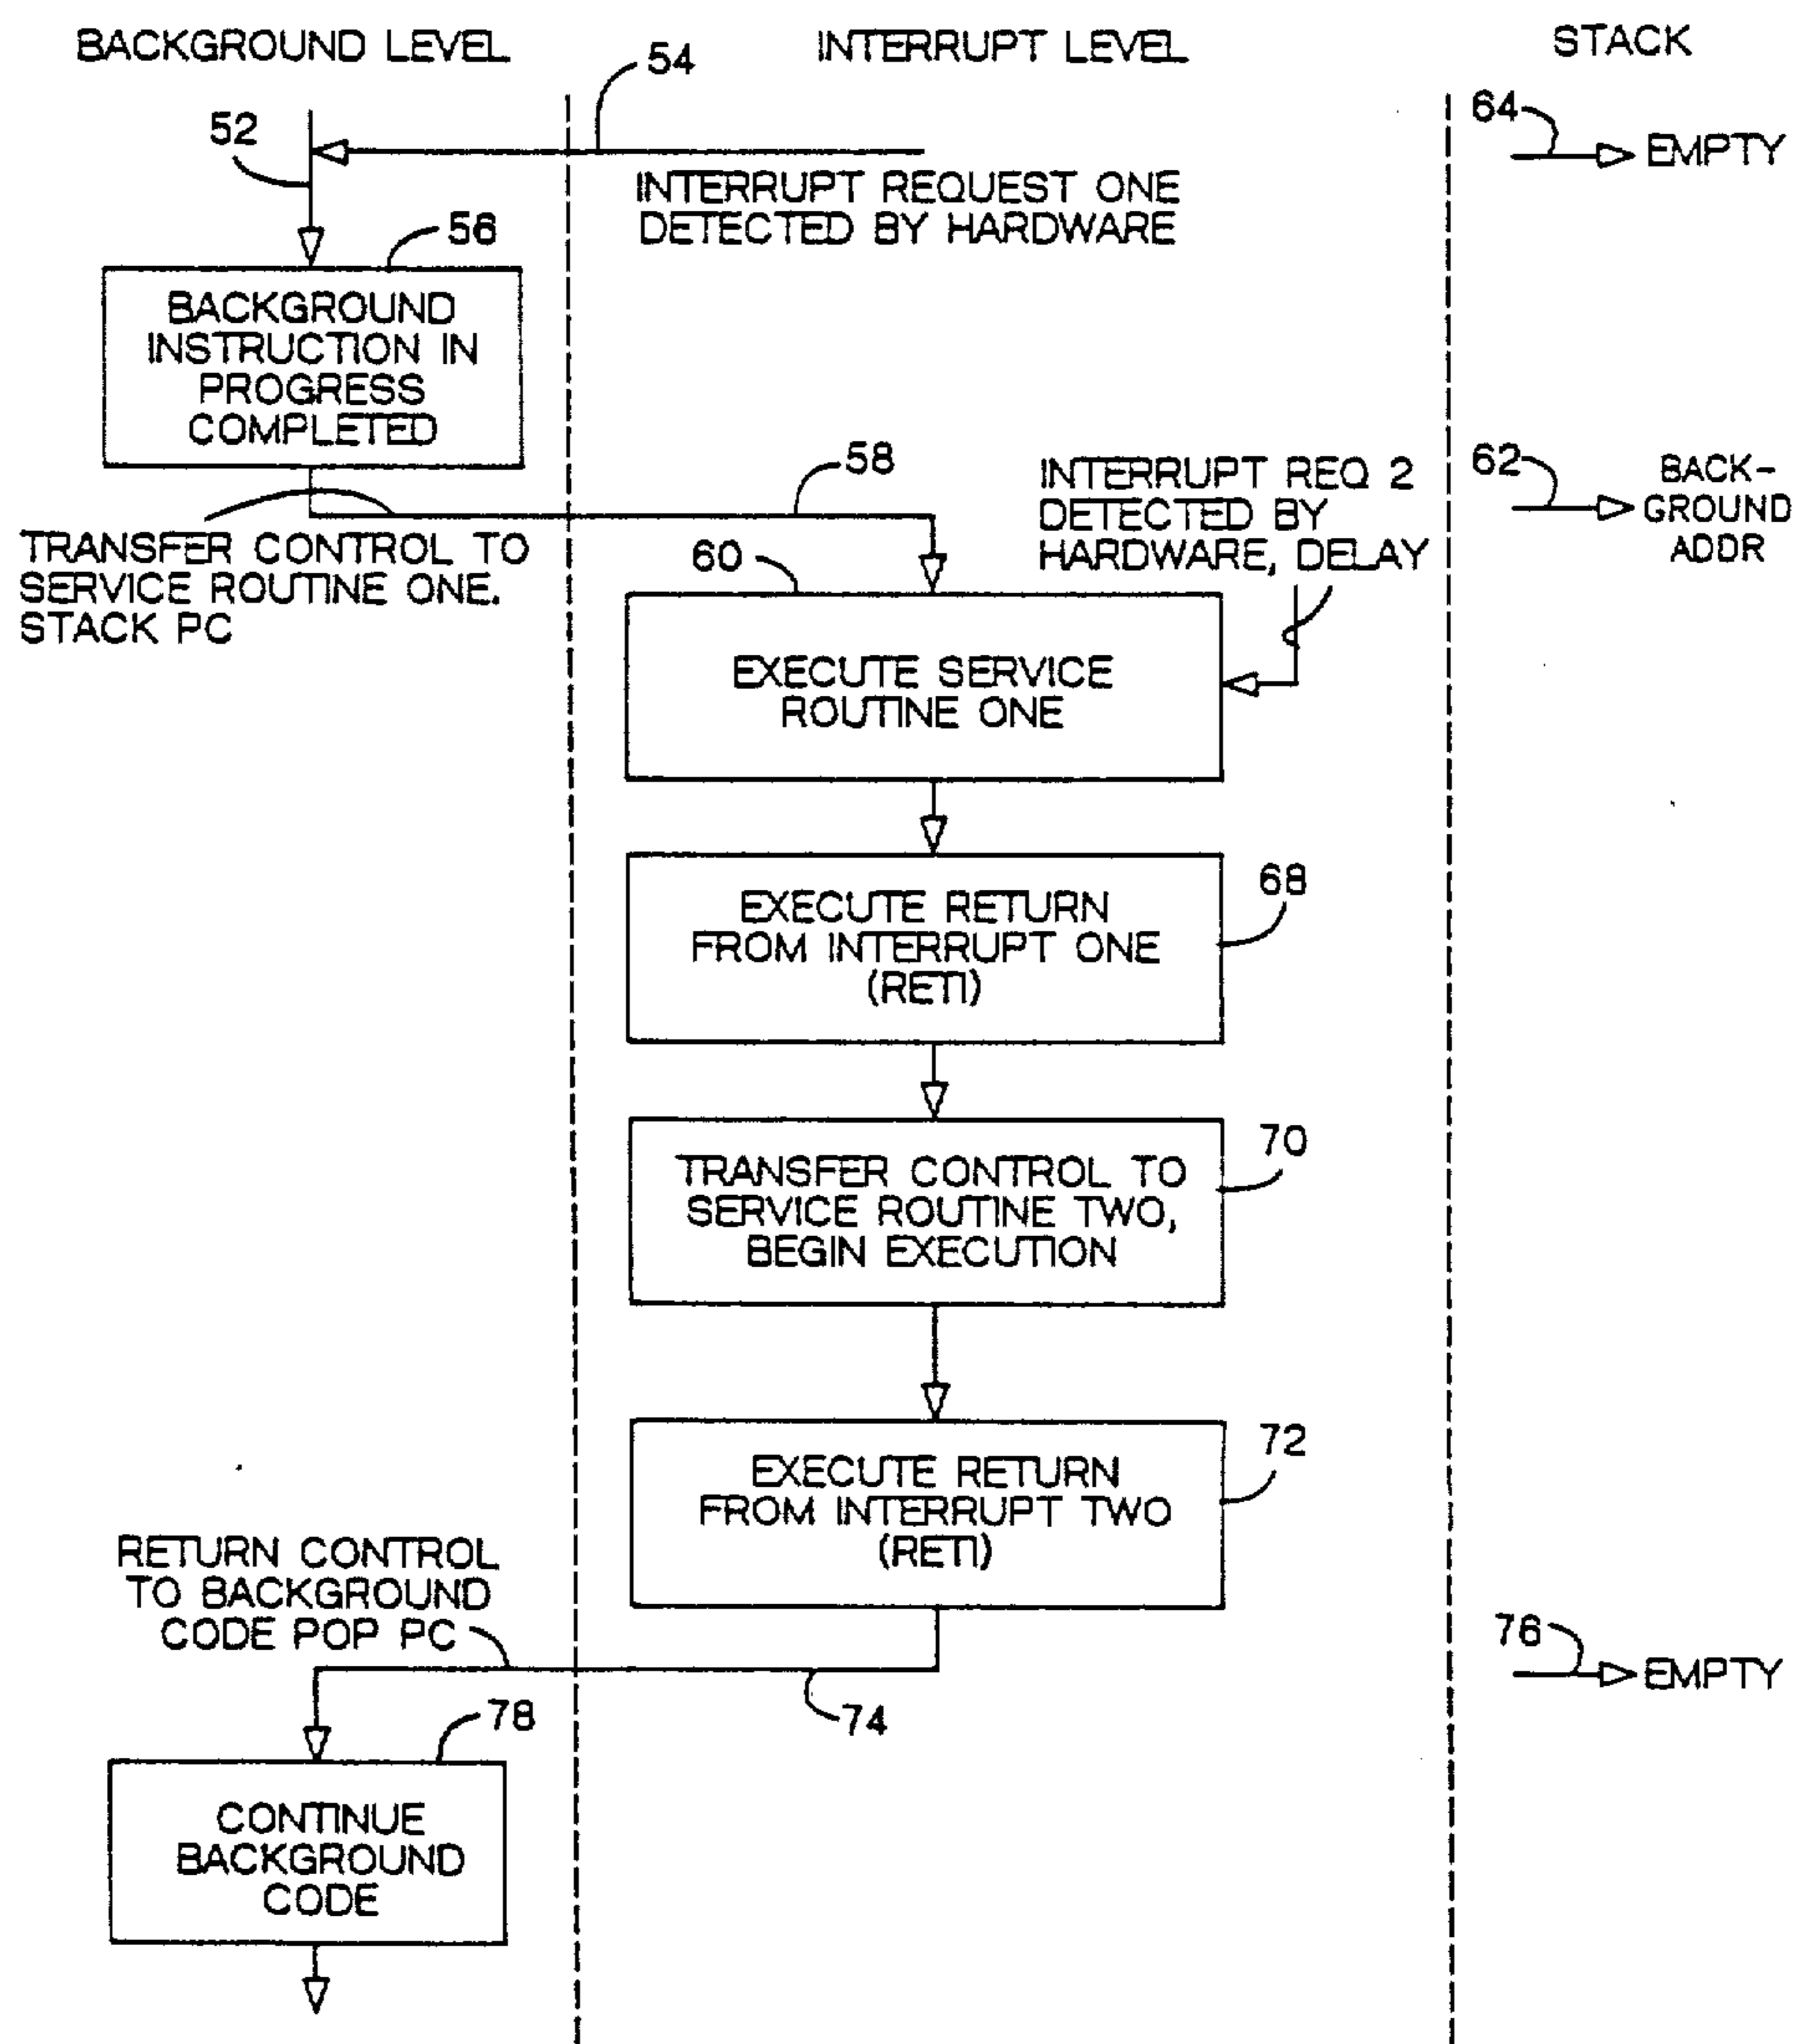 BACKGROUND LEVEL
INTERRUPT LEVEL
STACK
54
64
52
EMPTY
INTERRUPT REQUEST ONE
DETECTED BY HARDWARE
56
BACKGROUND
INSTRUCTION IN
PROGRESS
COMPLETED
58
INTERRUPT REQ 2
DETECTED BY
HARDWARE, DELAY
62
BACK-
GROUND
ADDR
TRANSFER CONTROL TO
SERVICE ROUTINE ONE.
STACK PC
60
EXECUTE SERVICE
ROUTINE ONE
68
EXECUTE RETURN
FROM INTERRUPT ONE
(RETI)
70
TRANSFER CONTROL TO
SERVICE ROUTINE TWO,
BEGIN EXECUTION
72
EXECUTE RETURN
FROM INTERRUPT TWO
(RETI)
RETURN CONTROL
TO BACKGROUND
CODE POP PC
76
EMPTY
74
78
CONTINUE
BACKGROUND
CODE